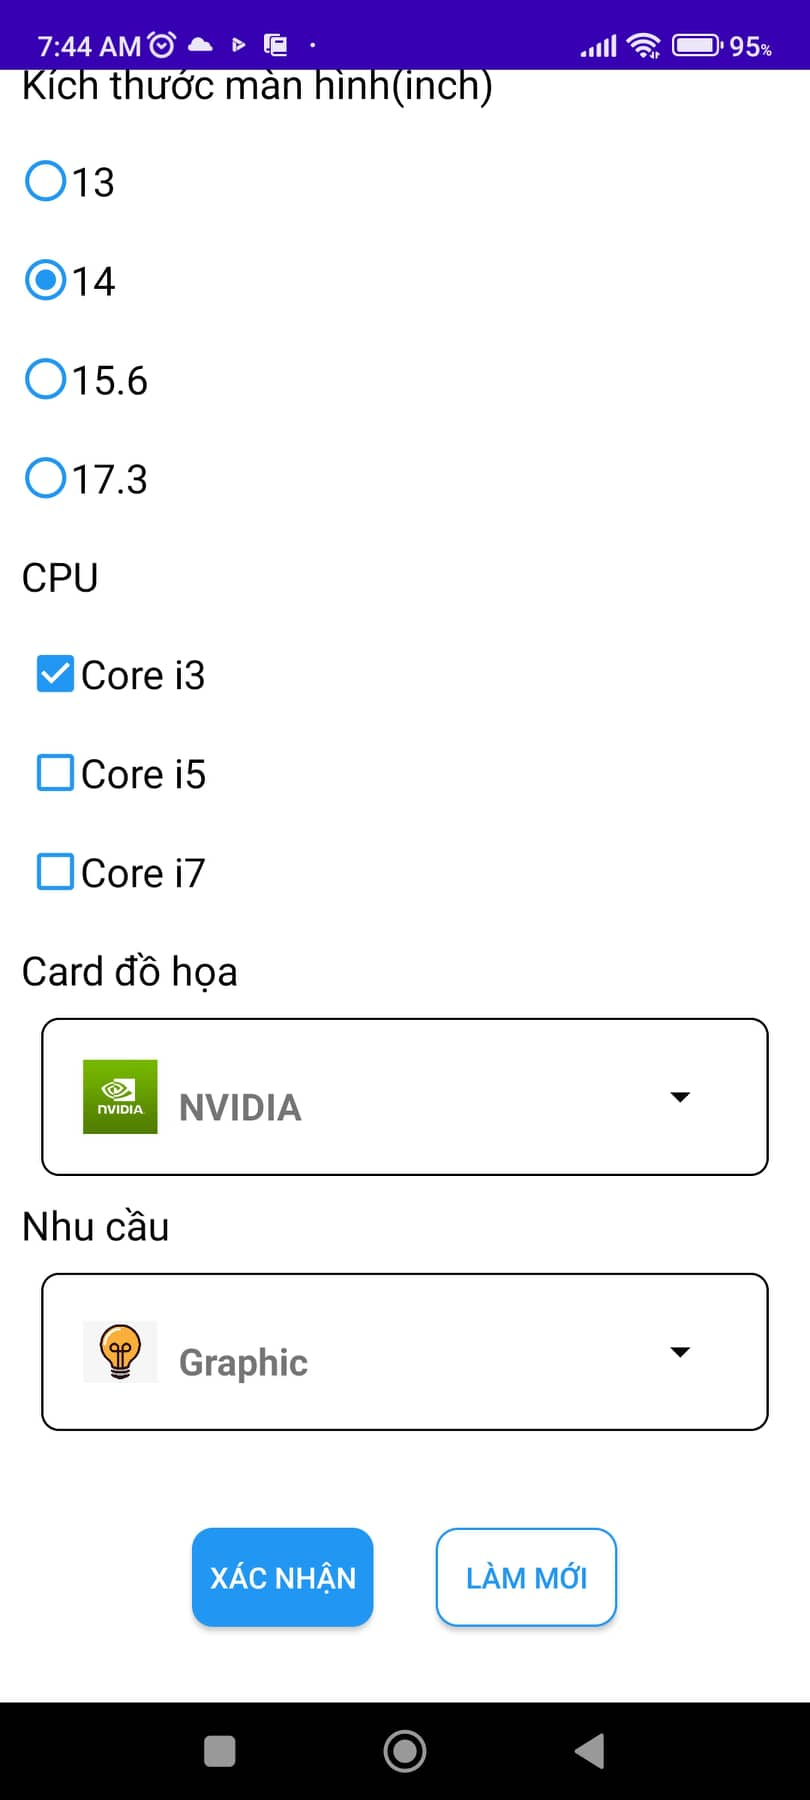 7:44 AM 95%
Kích thước màn hình(inch)
13
14
15.6
17.3
CPU
Core i3
Core i5
Core i7
Card đồ họa
NVIDIA NVIDIA
Nhu cầu
Graphic
XÁC NHẬN LÀM MỚI